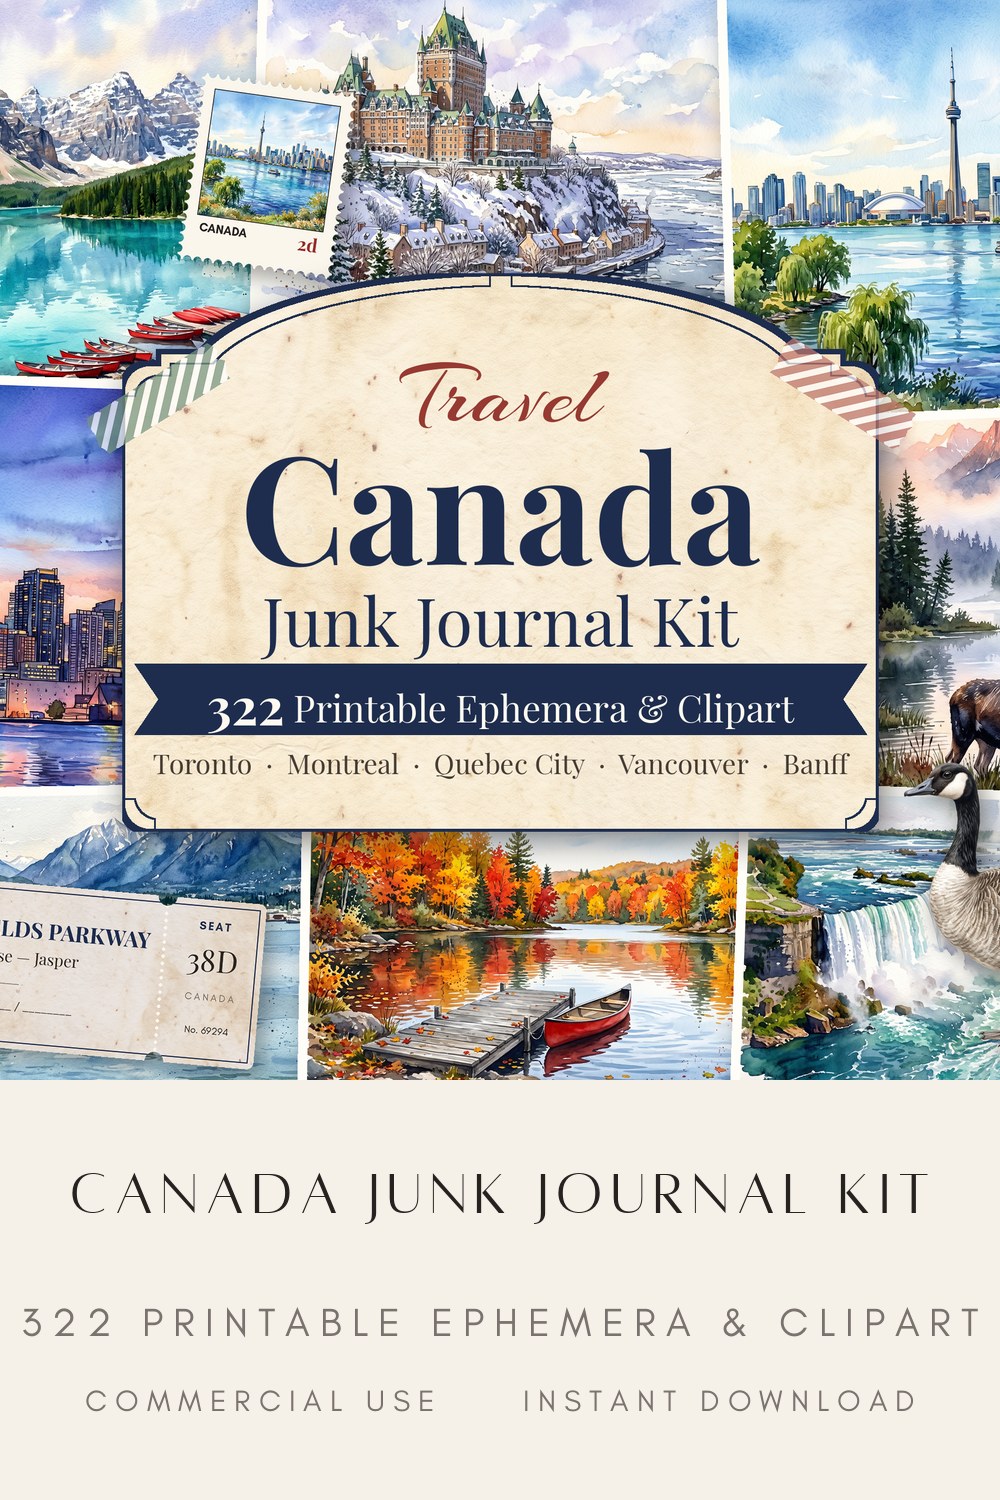 CANADA
2d
Travel
Canada
Junk Journal Kit
322 Printable Ephemera & Clipart
Toronto · Montreal · Quebec City · Vancouver · Banff
LDS PARKWAY
se — Jasper
/
SEAT
38D
CANADA
No. 69294
CANADA JUNK JOURNAL KIT
322 PRINTABLE EPHEMERA & CLIPART
COMMERCIAL USE INSTANT DOWNLOAD